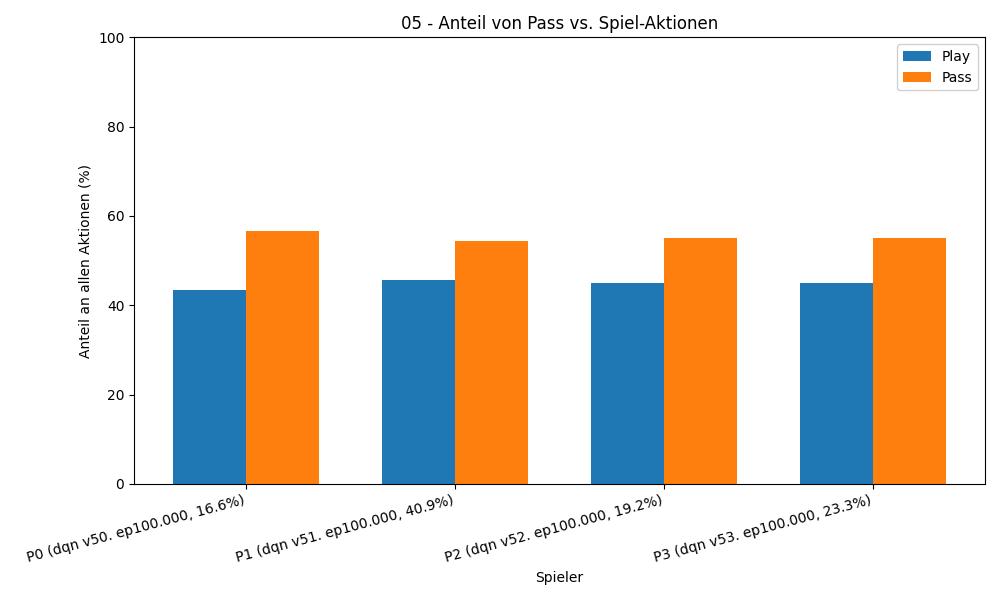 05 - Anteil von Pass vs. Spiel-Aktionen
Play
Pass
Anteil an allen Aktionen (%)
100
80
60
40
20
0
P0 (dqn v50. ep100.000, 16.6%)
P1 (dqn v51. ep100.000, 40.9%)
P2 (dqn v52. ep100.000, 19.2%)
P3 (dqn v53. ep100.000, 23.3%)
Spieler